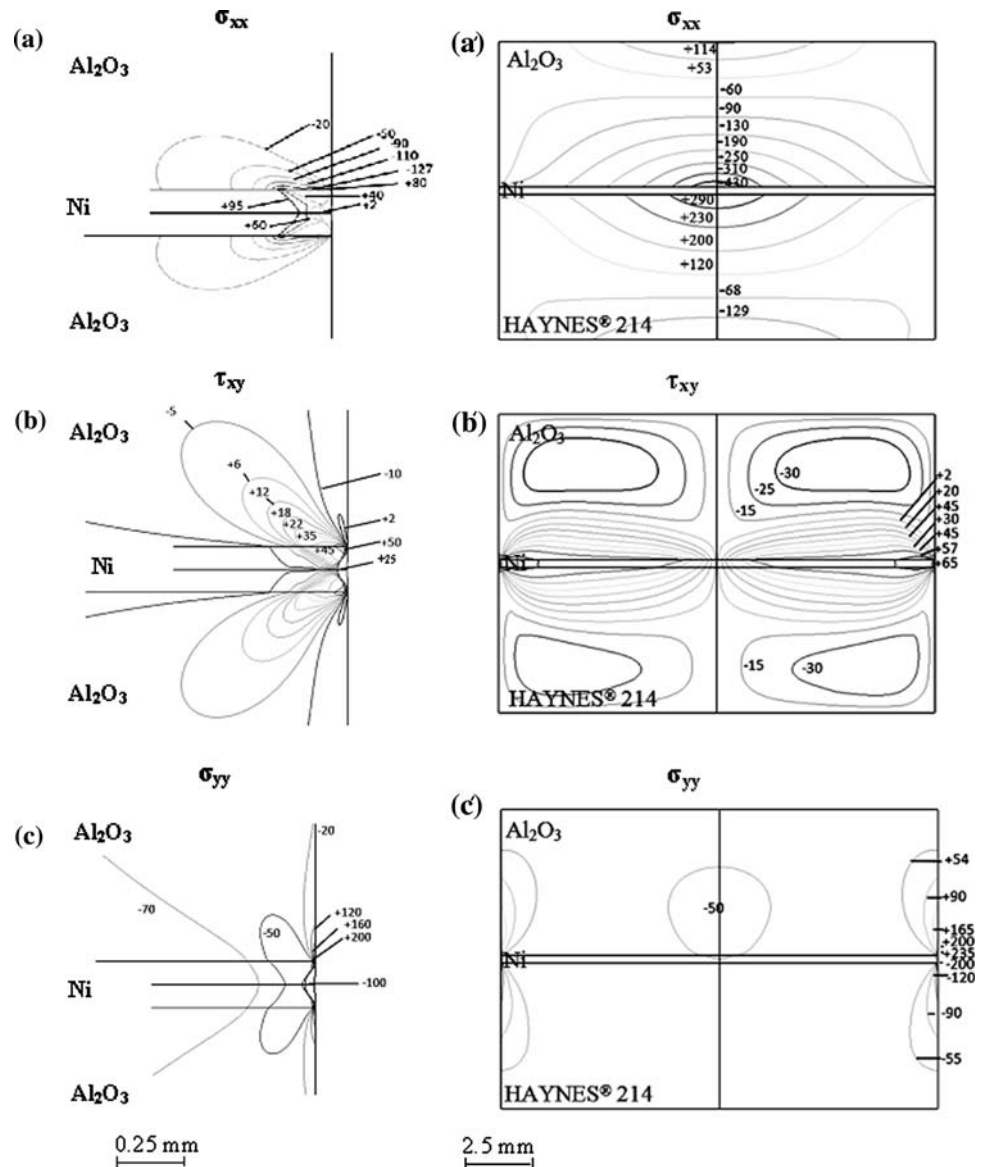 σxx
(a)
Al2O3
-20
-50
-90
-110
-127
+80
+40
+2
+95
+60
Ni
Al2O3
σxx
(a')
Al2O3
+114
+53
-60
-90
-130
-190
-250
-310
-430
Ni
+290
+230
+200
+120
-68
-129
HAYNES® 214
τxy
(b)
Al2O3
-5
+6
+12
+18
+22
+35
+45
-10
+2
+50
+25
Ni
Al2O3
τxy
(b')
Al2O3
-30
-25
-15
+2
+20
+45
+30
+45
+57
+65
Ni
-15
-30
HAYNES® 214
σyy
(c)
Al2O3
-20
-70
-50
+120
+160
+200
-100
Ni
Al2O3
0.25 mm
σyy
(c')
Al2O3
-50
+54
+90
+165
+200
+235
-200
-120
-90
-55
Ni
HAYNES® 214
2.5 mm